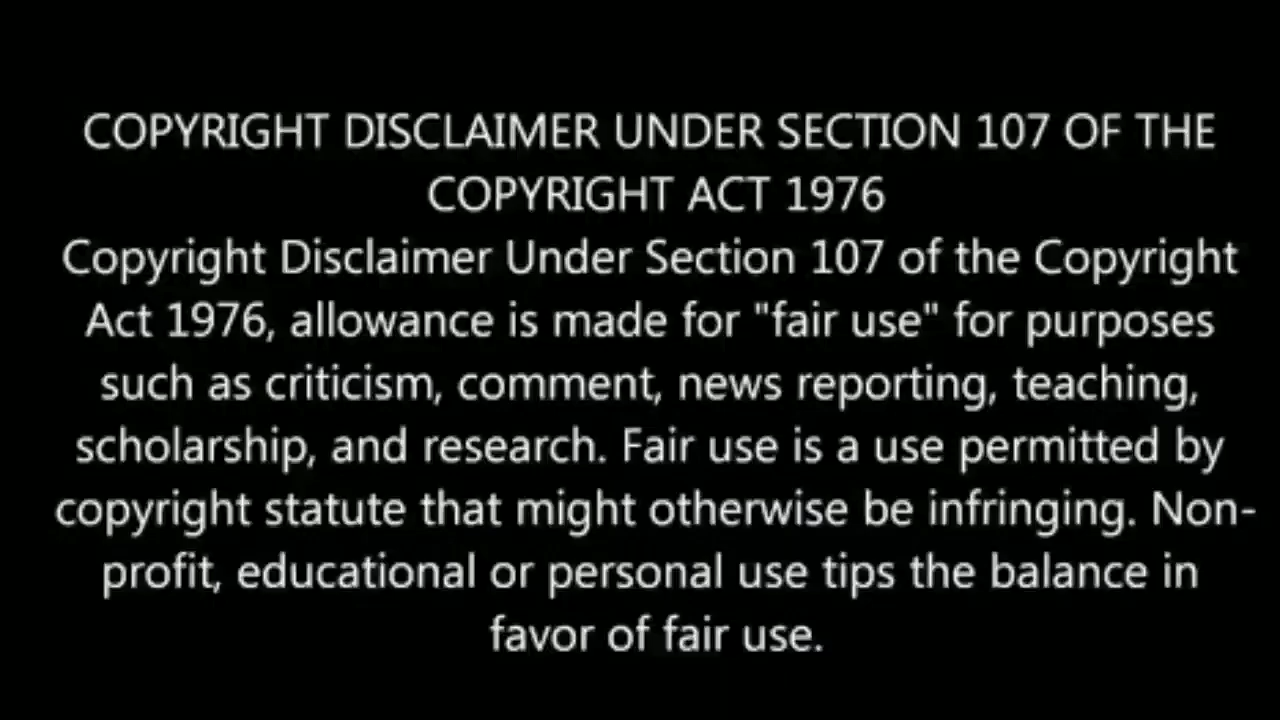 COPYRIGHT DISCLAIMER UNDER SECTION 107 OF THE
COPYRIGHT ACT 1976
Copyright Disclaimer Under Section 107 of the Copyright
Act 1976, allowance is made for "fair use" for purposes
such as criticism, comment, news reporting, teaching,
scholarship, and research. Fair use is a use permitted by
copyright statute that might otherwise be infringing. Non-
profit, educational or personal use tips the balance in
favor of fair use.